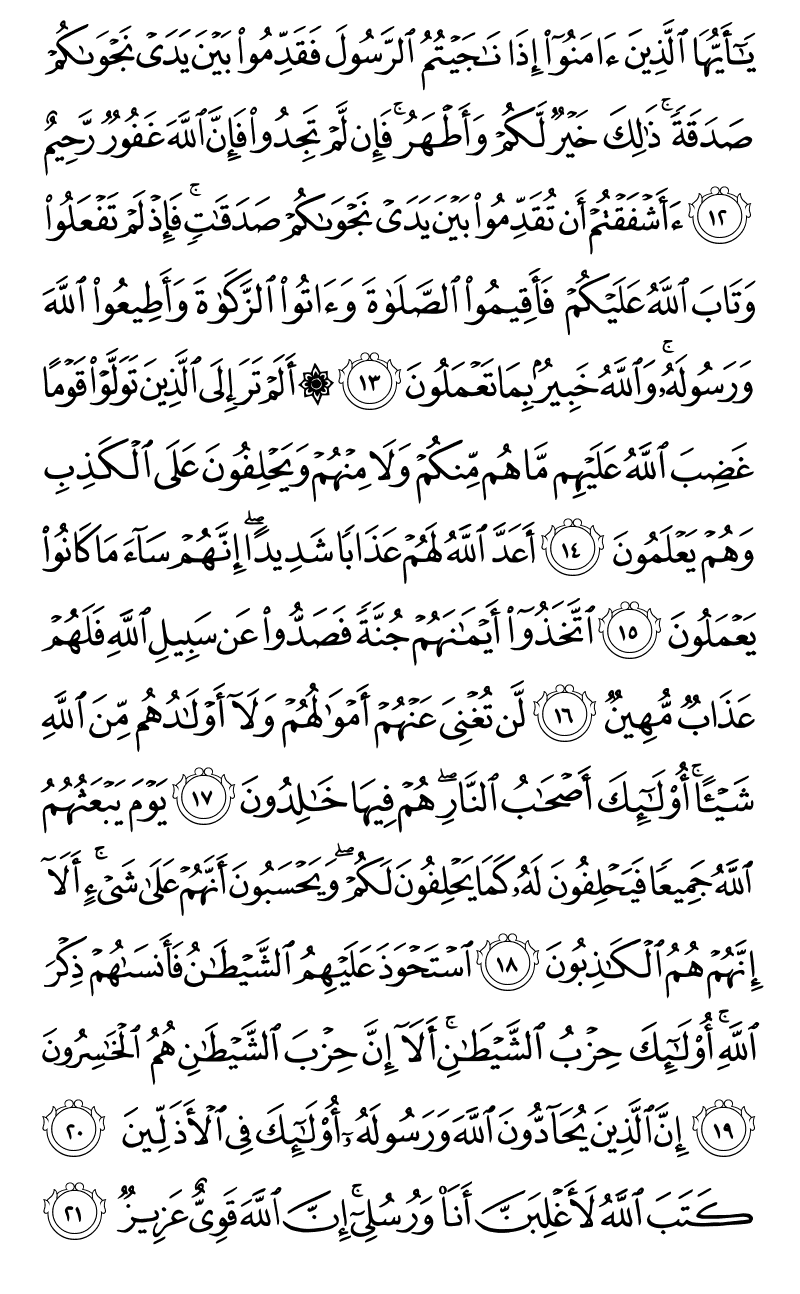 يَٰٓأَيُّهَا ٱلَّذِينَ ءَامَنُوٓا۟ إِذَا نَٰجَيْتُمُ ٱلرَّسُولَ فَقَدِّمُوا۟ بَيْنَ يَدَىْ نَجْوَىٰكُمْ
صَدَقَةً ۚ ذَٰلِكَ خَيْرٌ لَّكُمْ وَأَطْهَرُ ۚ فَإِن لَّمْ تَجِدُوا۟ فَإِنَّ ٱللَّهَ غَفُورٌ رَّحِيمٌ
١٢ ءَأَشْفَقْتُمْ أَن تُقَدِّمُوا۟ بَيْنَ يَدَىْ نَجْوَىٰكُمْ صَدَقَٰتٍ ۚ فَإِذْ لَمْ تَفْعَلُوا۟
وَتَابَ ٱللَّهُ عَلَيْكُمْ فَأَقِيمُوا۟ ٱلصَّلَوٰةَ وَءَاتُوا۟ ٱلزَّكَوٰةَ وَأَطِيعُوا۟ ٱللَّهَ
وَرَسُولَهُۥ ۚ وَٱللَّهُ خَبِيرٌۢ بِمَا تَعْمَلُونَ ١٣ ۞ أَلَمْ تَرَ إِلَى ٱلَّذِينَ تَوَلَّوْا۟ قَوْمًا
غَضِبَ ٱللَّهُ عَلَيْهِم مَّا هُم مِّنكُمْ وَلَا مِنْهُمْ وَيَحْلِفُونَ عَلَى ٱلْكَذِبِ
وَهُمْ يَعْلَمُونَ ١٤ أَعَدَّ ٱللَّهُ لَهُمْ عَذَابًا شَدِيدًا ۖ إِنَّهُمْ سَآءَ مَا كَانُوا۟
يَعْمَلُونَ ١٥ ٱتَّخَذُوٓا۟ أَيْمَٰنَهُمْ جُنَّةً فَصَدُّوا۟ عَن سَبِيلِ ٱللَّهِ فَلَهُمْ
عَذَابٌ مُّهِينٌ ١٦ لَّن تُغْنِىَ عَنْهُمْ أَمْوَٰلُهُمْ وَلَآ أَوْلَٰدُهُم مِّنَ ٱللَّهِ
شَيْـًٔا ۚ أُو۟لَٰٓئِكَ أَصْحَٰبُ ٱلنَّارِ ۖ هُمْ فِيهَا خَٰلِدُونَ ١٧ يَوْمَ يَبْعَثُهُمُ
ٱللَّهُ جَمِيعًا فَيَحْلِفُونَ لَهُۥ كَمَا يَحْلِفُونَ لَكُمْ ۖ وَيَحْسَبُونَ أَنَّهُمْ عَلَىٰ شَىْءٍ ۚ أَلَآ
إِنَّهُمْ هُمُ ٱلْكَٰذِبُونَ ١٨ ٱسْتَحْوَذَ عَلَيْهِمُ ٱلشَّيْطَٰنُ فَأَنسَىٰهُمْ ذِكْرَ
ٱللَّهِ ۚ أُو۟لَٰٓئِكَ حِزْبُ ٱلشَّيْطَٰنِ ۚ أَلَآ إِنَّ حِزْبَ ٱلشَّيْطَٰنِ هُمُ ٱلْخَٰسِرُونَ
١٩ إِنَّ ٱلَّذِينَ يُحَآدُّونَ ٱللَّهَ وَرَسُولَهُۥٓ أُو۟لَٰٓئِكَ فِى ٱلْأَذَلِّينَ ٢٠
كَتَبَ ٱللَّهُ لَأَغْلِبَنَّ أَنَا۠ وَرُسُلِىٓ ۚ إِنَّ ٱللَّهَ قَوِىٌّ عَزِيزٌ ٢١